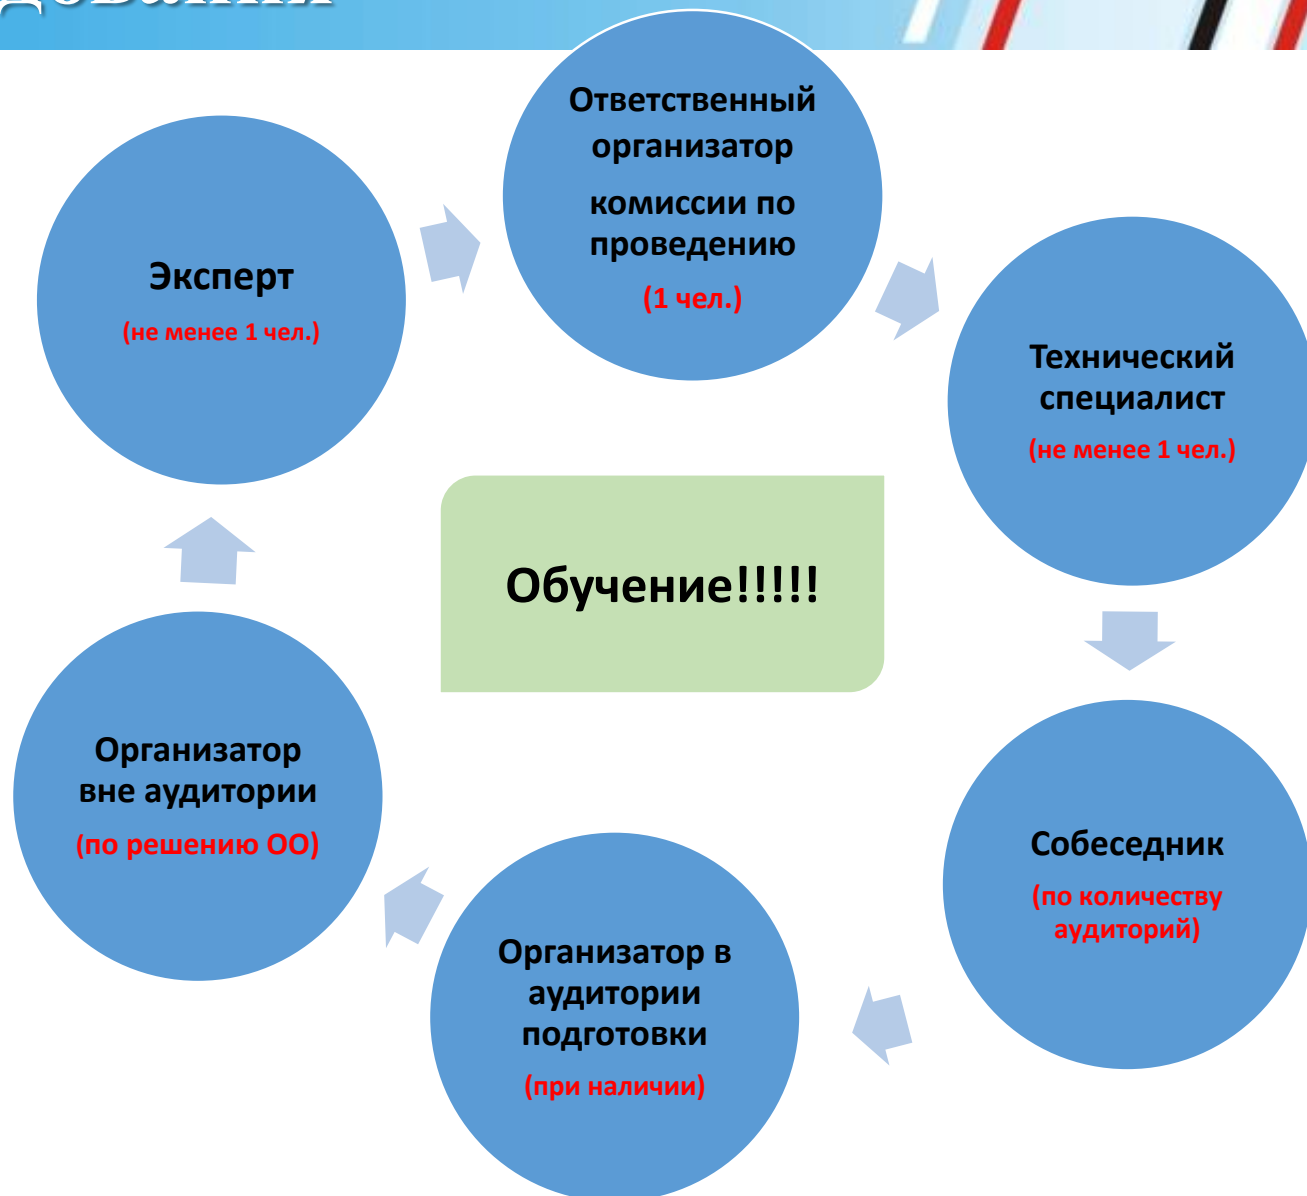 Ответственный
организатор
комиссии по
проведению
(1 чел.)
Технический
специалист
(не менее 1 чел.)
Собеседник
(по количеству
аудиторий)
Организатор в
аудитории
подготовки
(при наличии)
Организатор
вне аудитории
(по решению ОО)
Эксперт
(не менее 1 чел.)
Обучение!!!!!